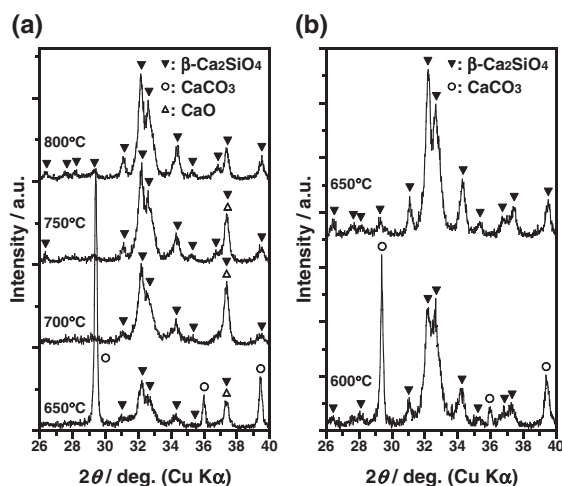 (a)
▼: β-Ca2SiO4
○: CaCO3
△: CaO
800°C
750°C
700°C
650°C
Intensity / a.u.
26 28 30 32 34 36 38 40
2θ / deg. (Cu Kα)
(b)
▼: β-Ca2SiO4
○: CaCO3
650°C
600°C
Intensity / a.u.
26 28 30 32 34 36 38 40
2θ / deg. (Cu Kα)